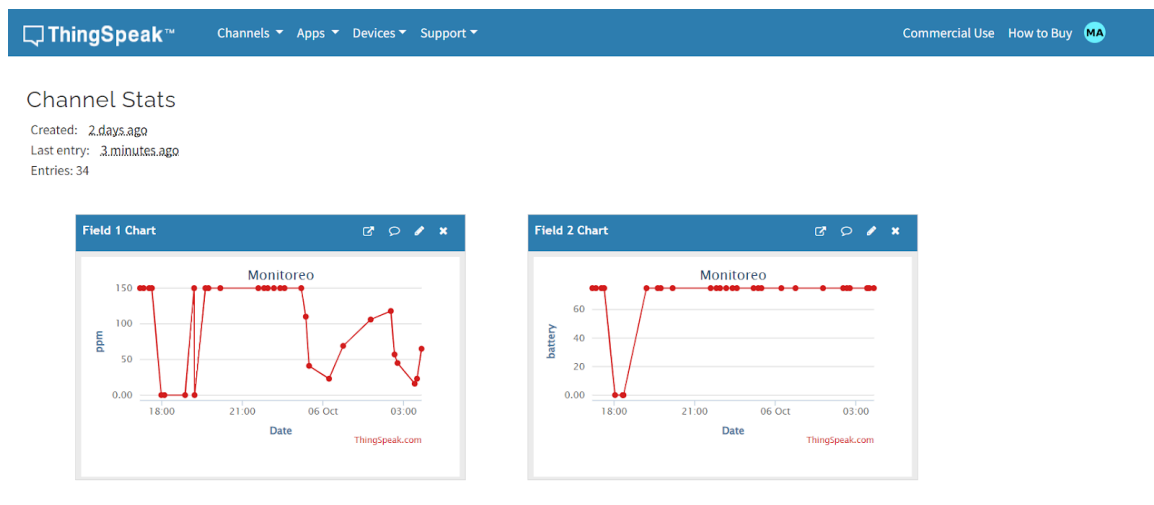 ThingSpeak™ Channels Apps Devices Support Commercial Use How to Buy MA
Channel Stats
Created: 2 days ago
Last entry: 3 minutes ago
Entries: 34
Field 1 Chart
Monitoreo
150
100
50
0.00
ppm
18:00 21:00 06 Oct 03:00
Date
ThingSpeak.com
Field 2 Chart
Monitoreo
60
40
20
0.00
battery
18:00 21:00 06 Oct 03:00
Date
ThingSpeak.com